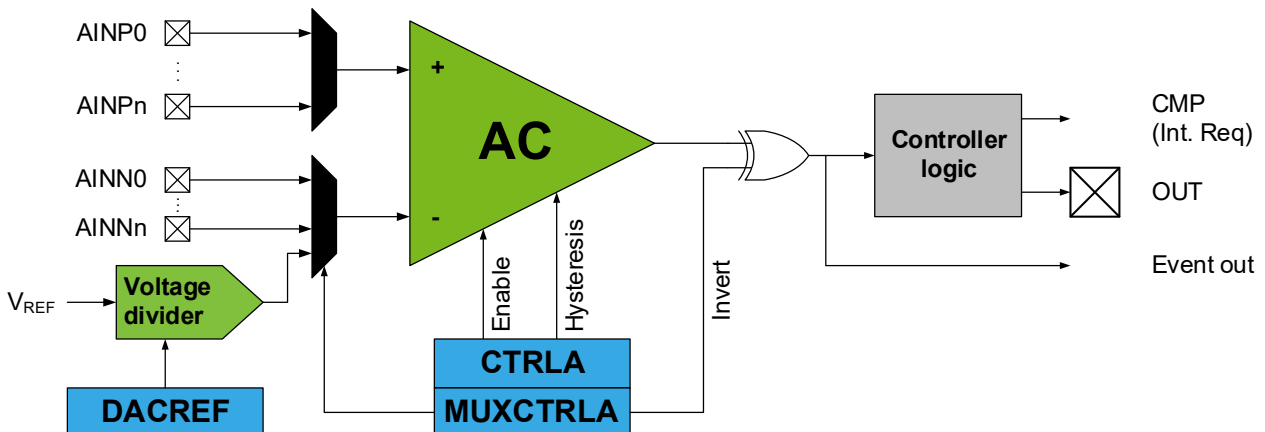 AINP0
AINPn
AINN0
AINNn
VREF
Voltage
divider
DACREF
+
AC
-
Enable
Hysteresis
Invert
CTRLA
MUXCTRLA
Controller
logic
CMP
(Int. Req)
OUT
Event out